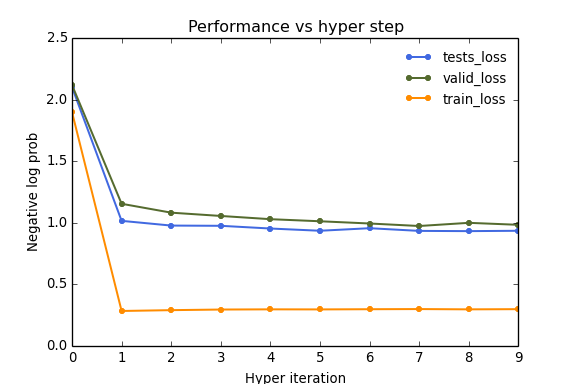 Performance vs hyper step
2.5
2.0
1.5
1.0
0.5
0.0
Negative log prob
tests_loss
valid_loss
train_loss
0 1 2 3 4 5 6 7 8 9
Hyper iteration